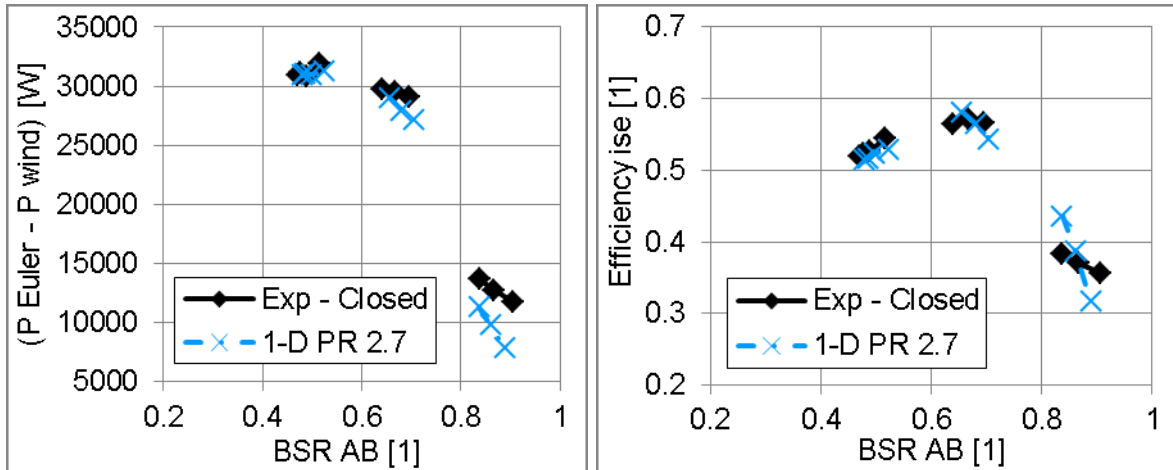 (P Euler - P wind) [W]
35000
30000
25000
20000
15000
10000
5000
0.2 0.4 0.6 0.8 1
BSR AB [1]
Exp - Closed
1-D PR 2.7
Efficiency ise [1]
0.7
0.6
0.5
0.4
0.3
0.2
0.2 0.4 0.6 0.8 1
BSR AB [1]
Exp - Closed
1-D PR 2.7